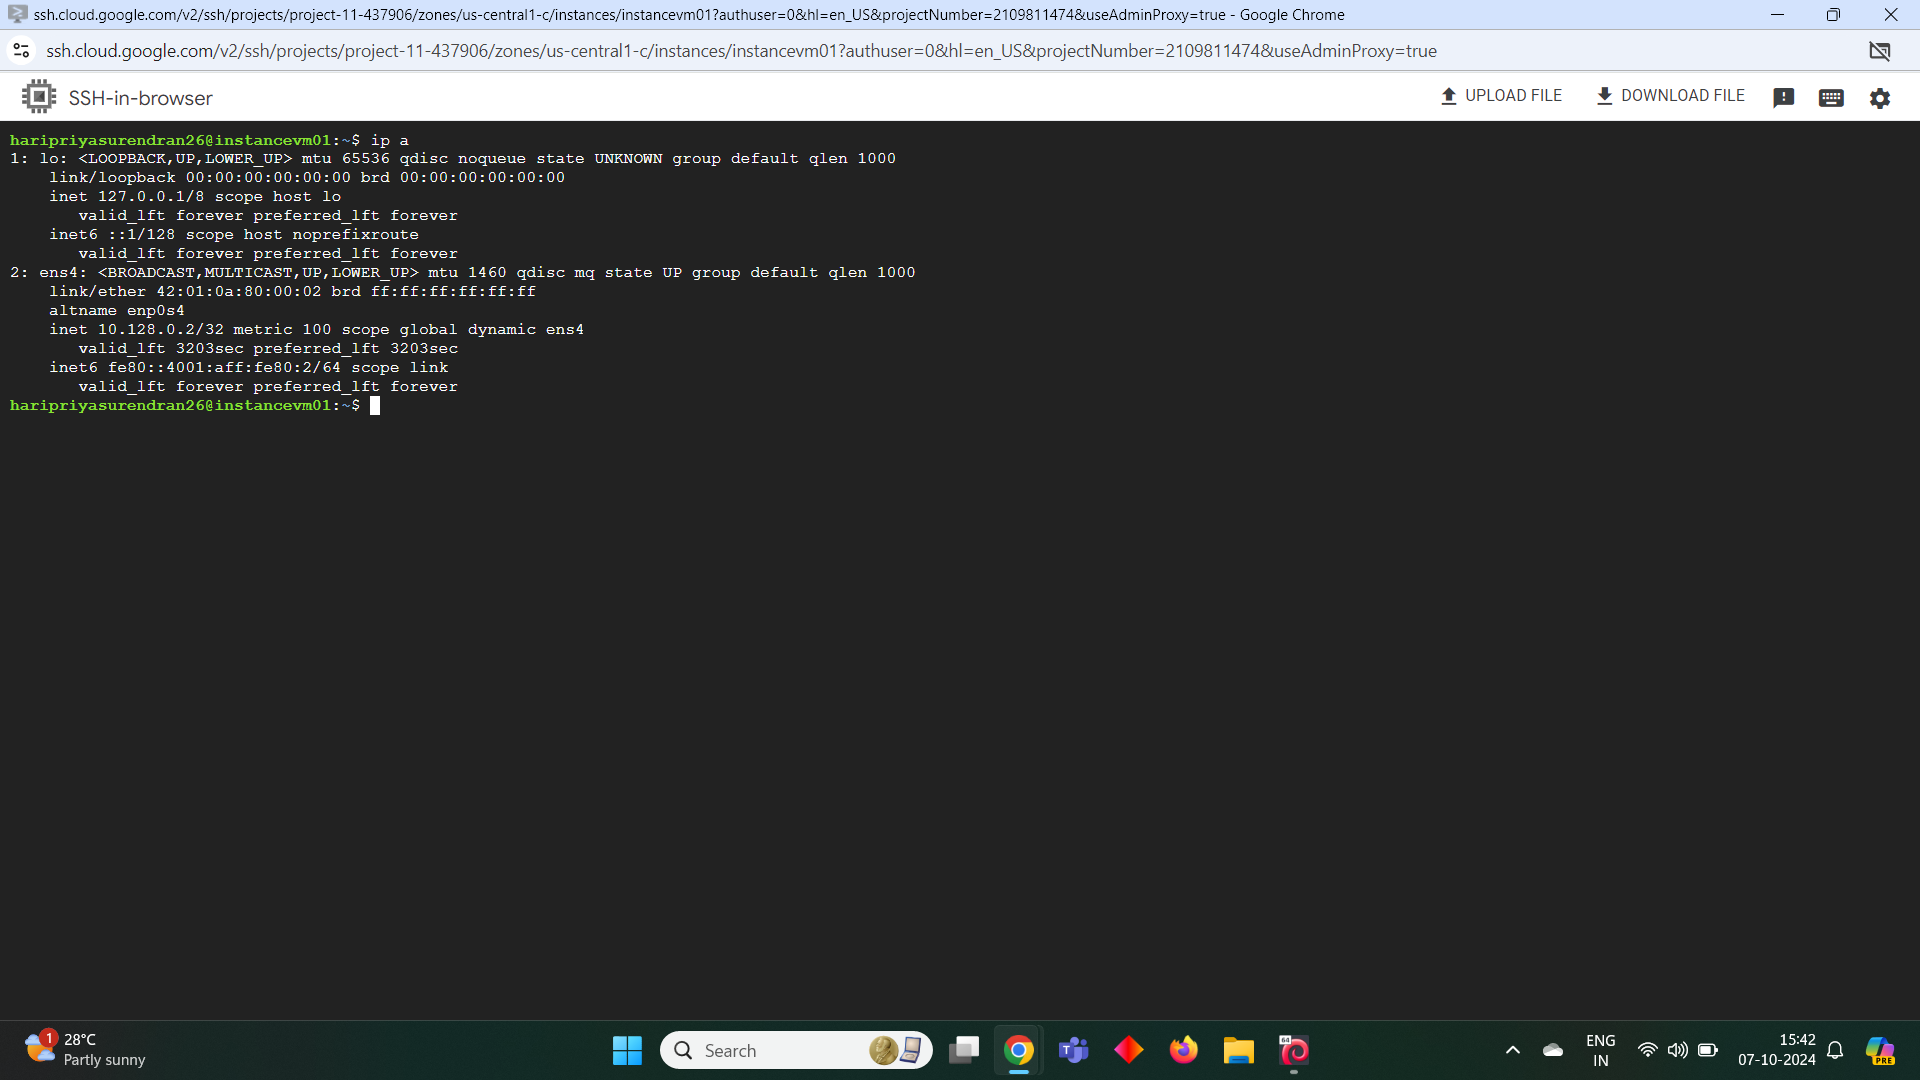 ssh.cloud.google.com/v2/ssh/projects/project-11-437906/zones/us-central1-c/instances/instancevm01?authuser=0&hl=en_US&projectNumber=2109811474&useAdminProxy=true - Google Chrome
ssh.cloud.google.com/v2/ssh/projects/project-11-437906/zones/us-central1-c/instances/instancevm01?authuser=0&hl=en_US&projectNumber=2109811474&useAdminProxy=true
SSH-in-browser
UPLOAD FILE
DOWNLOAD FILE
haripriyasurendran26@instancevm01:~$ ip a
1: lo: <LOOPBACK,UP,LOWER_UP> mtu 65536 qdisc noqueue state UNKNOWN group default qlen 1000
    link/loopback 00:00:00:00:00:00 brd 00:00:00:00:00:00
    inet 127.0.0.1/8 scope host lo
       valid_lft forever preferred_lft forever
    inet6 ::1/128 scope host noprefixroute
       valid_lft forever preferred_lft forever
2: ens4: <BROADCAST,MULTICAST,UP,LOWER_UP> mtu 1460 qdisc mq state UP group default qlen 1000
    link/ether 42:01:0a:80:00:02 brd ff:ff:ff:ff:ff:ff
    altname enp0s4
    inet 10.128.0.2/32 metric 100 scope global dynamic ens4
       valid_lft 3203sec preferred_lft 3203sec
    inet6 fe80::4001:aff:fe80:2/64 scope link
       valid_lft forever preferred_lft forever
haripriyasurendran26@instancevm01:~$
1
28°C
Partly sunny
Search
64
ENG
IN
15:42
07-10-2024
PRE